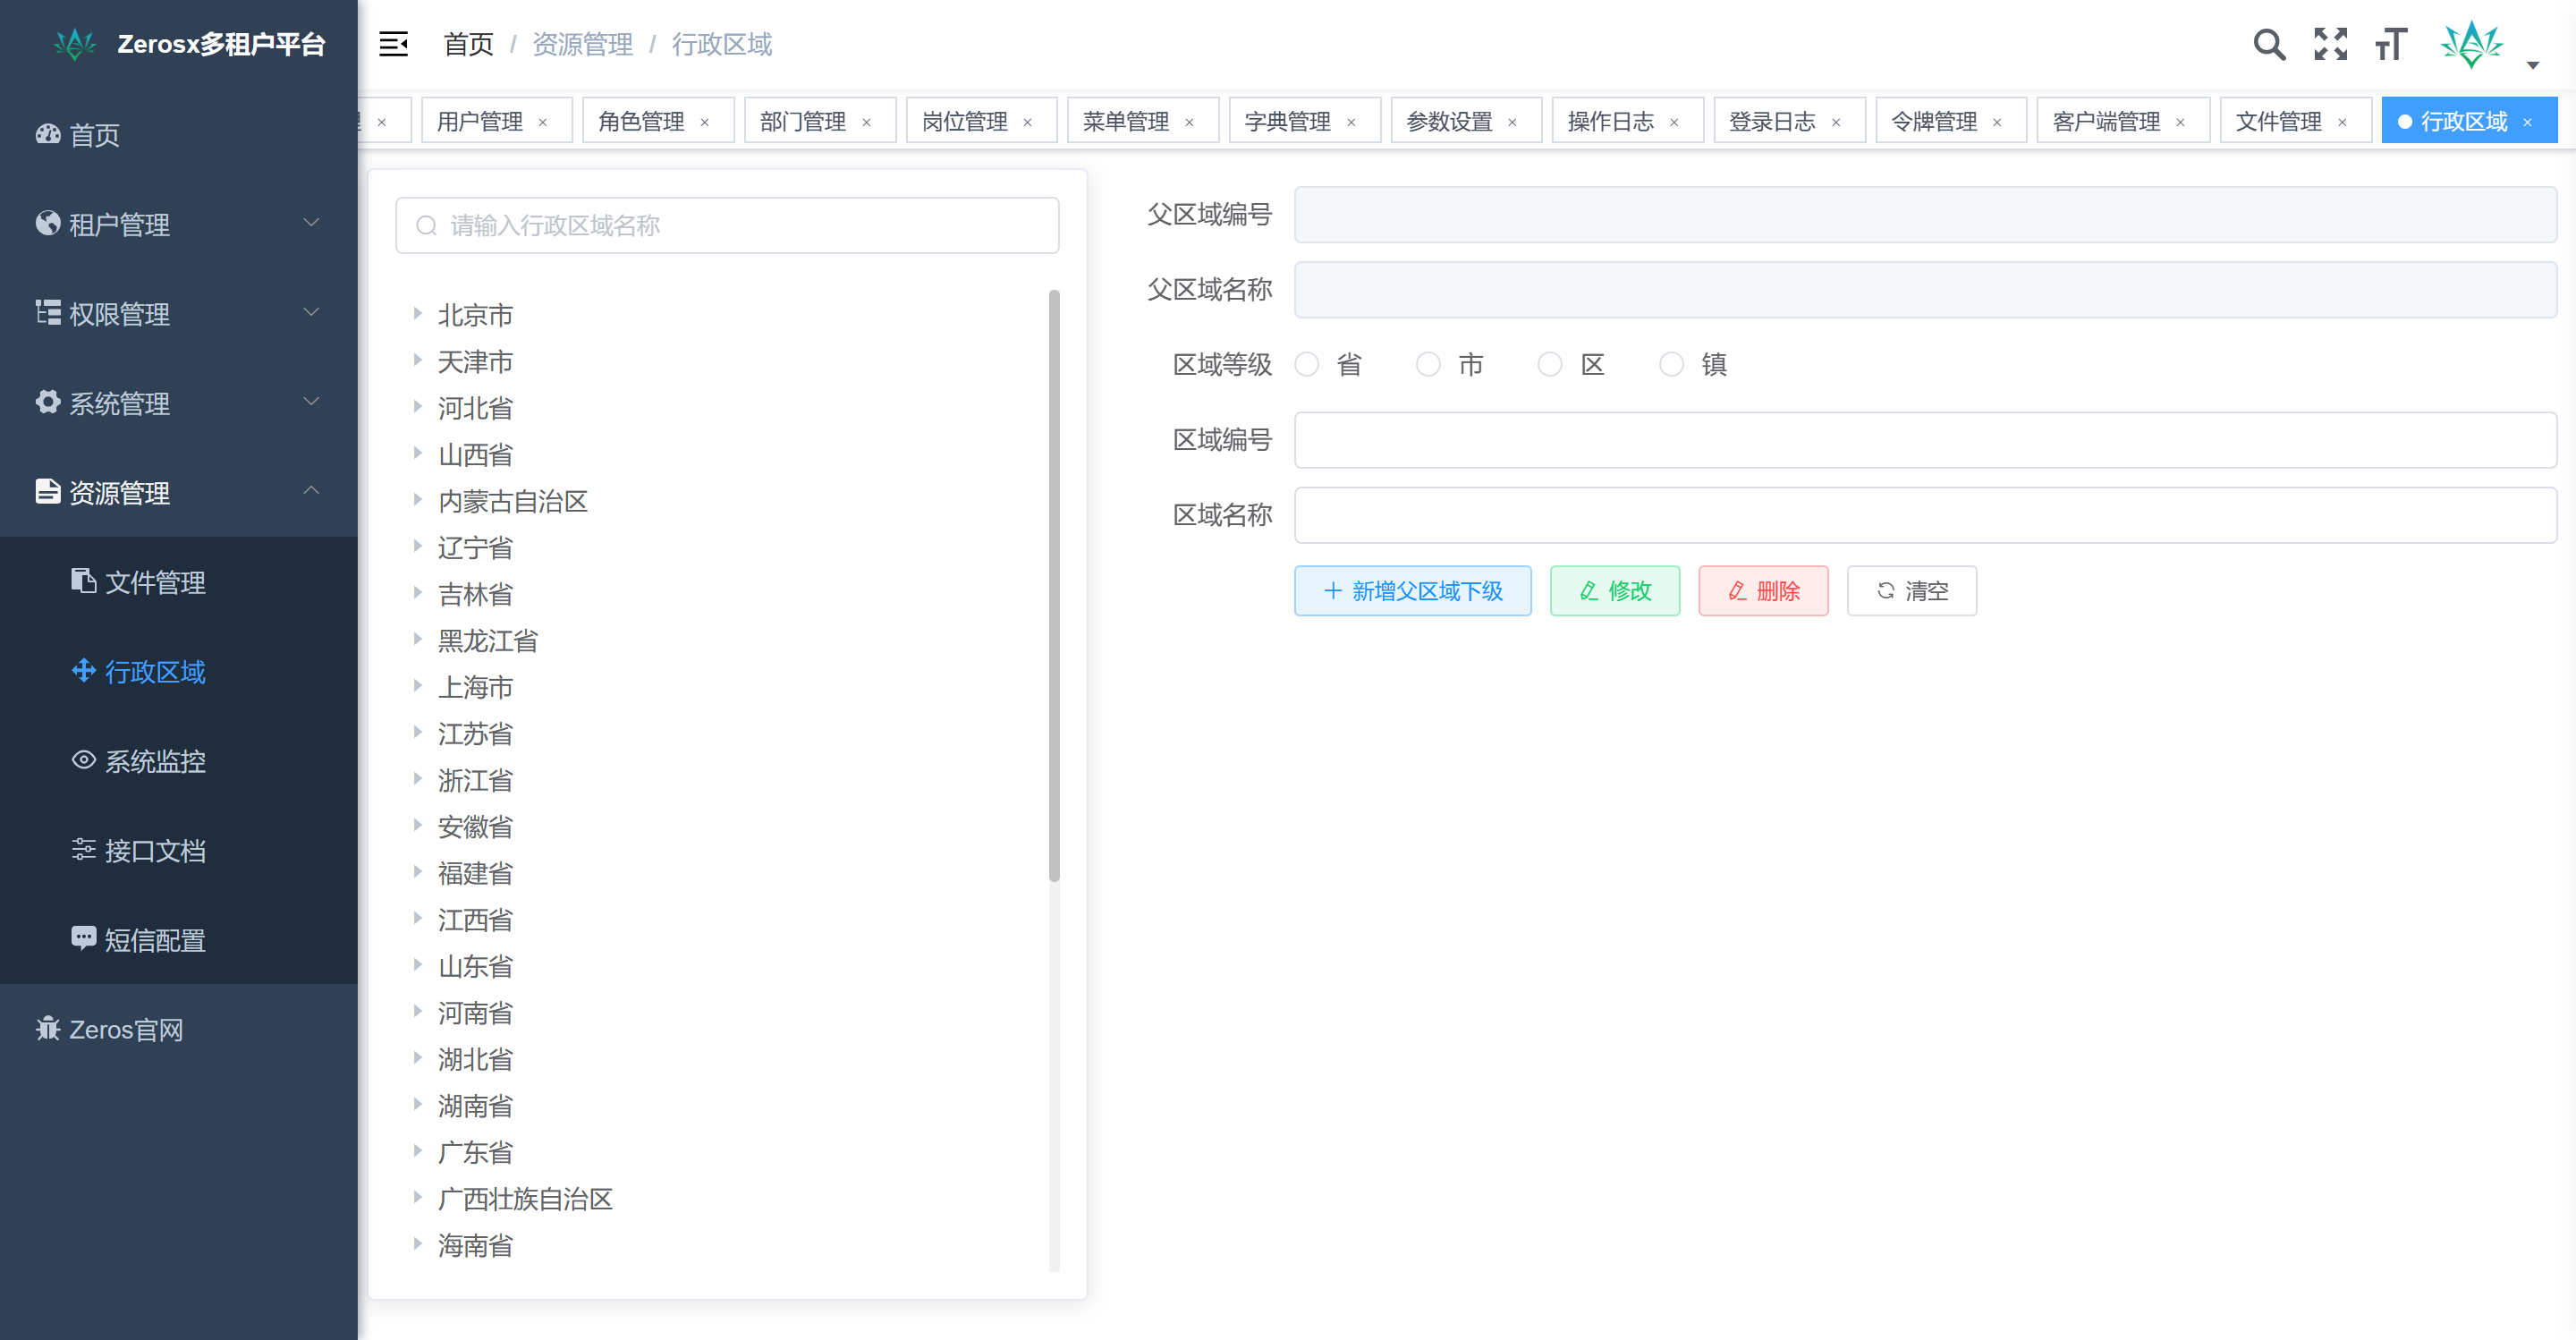 Zerosx多租户平台
首页
租户管理
权限管理
系统管理
资源管理
文件管理
行政区域
系统监控
接口文档
短信配置
Zeros官网
首页 / 资源管理 / 行政区域
用户管理 × 角色管理 × 部门管理 × 岗位管理 × 菜单管理 × 字典管理 × 参数设置 × 操作日志 × 登录日志 × 令牌管理 × 客户端管理 × 文件管理 × 行政区域 ×
请输入行政区域名称
北京市
天津市
河北省
山西省
内蒙古自治区
辽宁省
吉林省
黑龙江省
上海市
江苏省
浙江省
安徽省
福建省
江西省
山东省
河南省
湖北省
湖南省
广东省
广西壮族自治区
海南省
父区域编号
父区域名称
区域等级 省 市 区 镇
区域编号
区域名称
新增父区域下级 修改 删除 清空